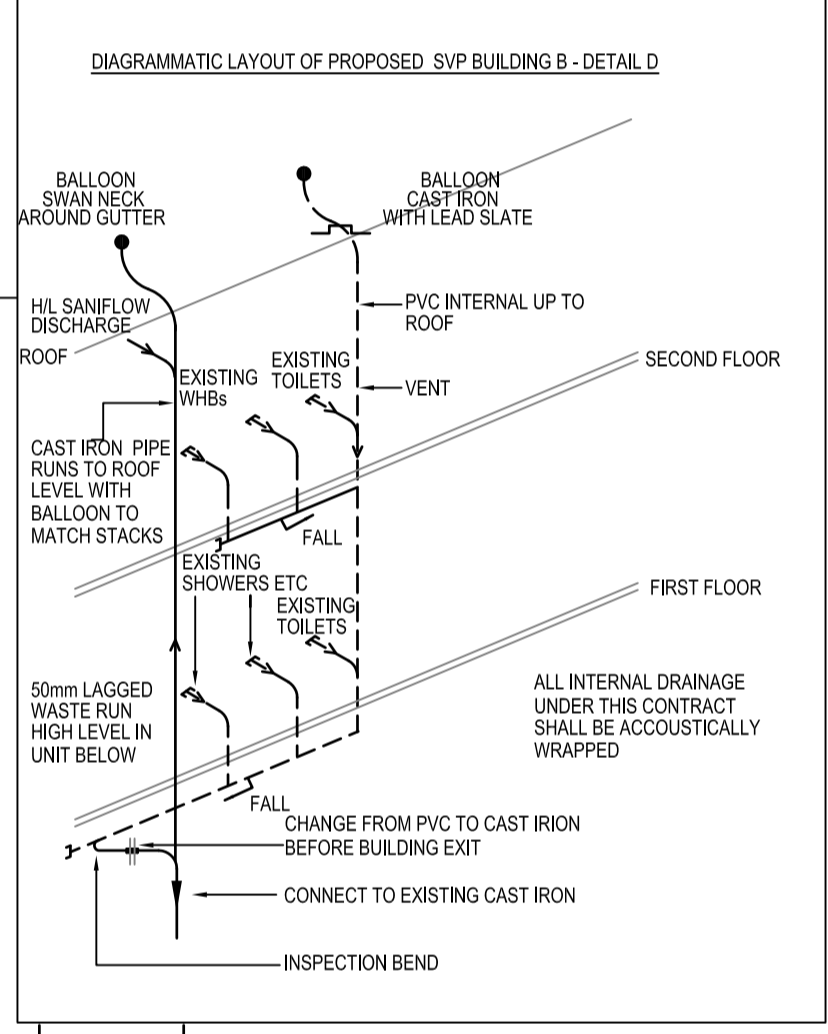 DIAGRAMMATIC LAYOUT OF PROPOSED SVP BUILDING B - DETAIL D
BALLOON
SWAN NECK
AROUND GUTTER
BALLOON
CAST IRON
WITH LEAD SLATE
H/L SANIFLOW
DISCHARGE
ROOF
PVC INTERNAL UP TO
ROOF
EXISTING
WHBs
EXISTING
TOILETS
VENT
SECOND FLOOR
CAST IRON PIPE
RUNS TO ROOF
LEVEL WITH
BALLOON TO
MATCH STACKS
FALL
EXISTING
SHOWERS ETC
EXISTING
TOILETS
FIRST FLOOR
50mm LAGGED
WASTE RUN
HIGH LEVEL IN
UNIT BELOW
ALL INTERNAL DRAINAGE
UNDER THIS CONTRACT
SHALL BE ACCOUSTICALLY
WRAPPED
FALL
CHANGE FROM PVC TO CAST IRION
BEFORE BUILDING EXIT
CONNECT TO EXISTING CAST IRON
INSPECTION BEND